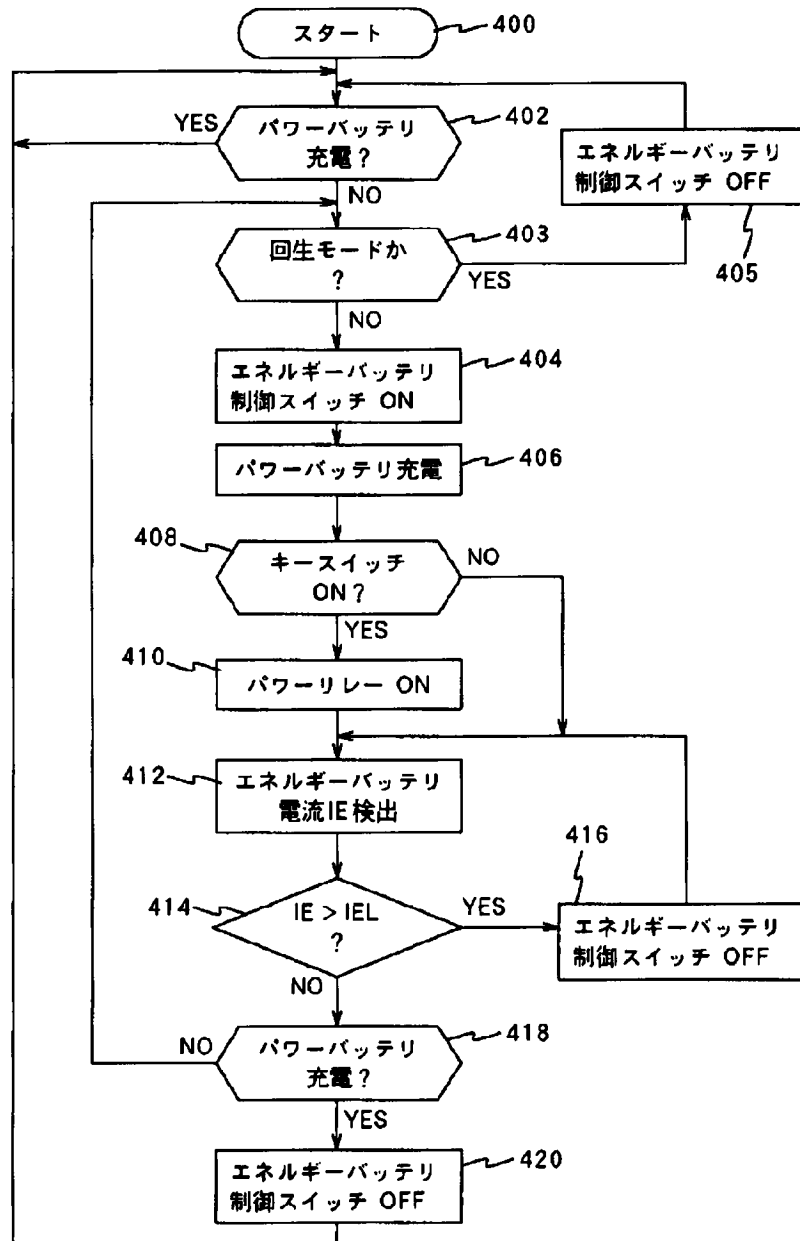 スタート
400
YES
パワーバッテリ
充電？
402
NO
エネルギーバッテリ
制御スイッチ OFF
405
回生モードか
？
403
YES
NO
エネルギーバッテリ
制御スイッチ ON
404
パワーバッテリ充電
406
408
キースイッチ
ON？
NO
YES
410
パワーリレー ON
412
エネルギーバッテリ
電流IE検出
414
IE > IEL
？
YES
416
エネルギーバッテリ
制御スイッチ OFF
NO
NO
パワーバッテリ
充電？
418
YES
エネルギーバッテリ
制御スイッチ OFF
420